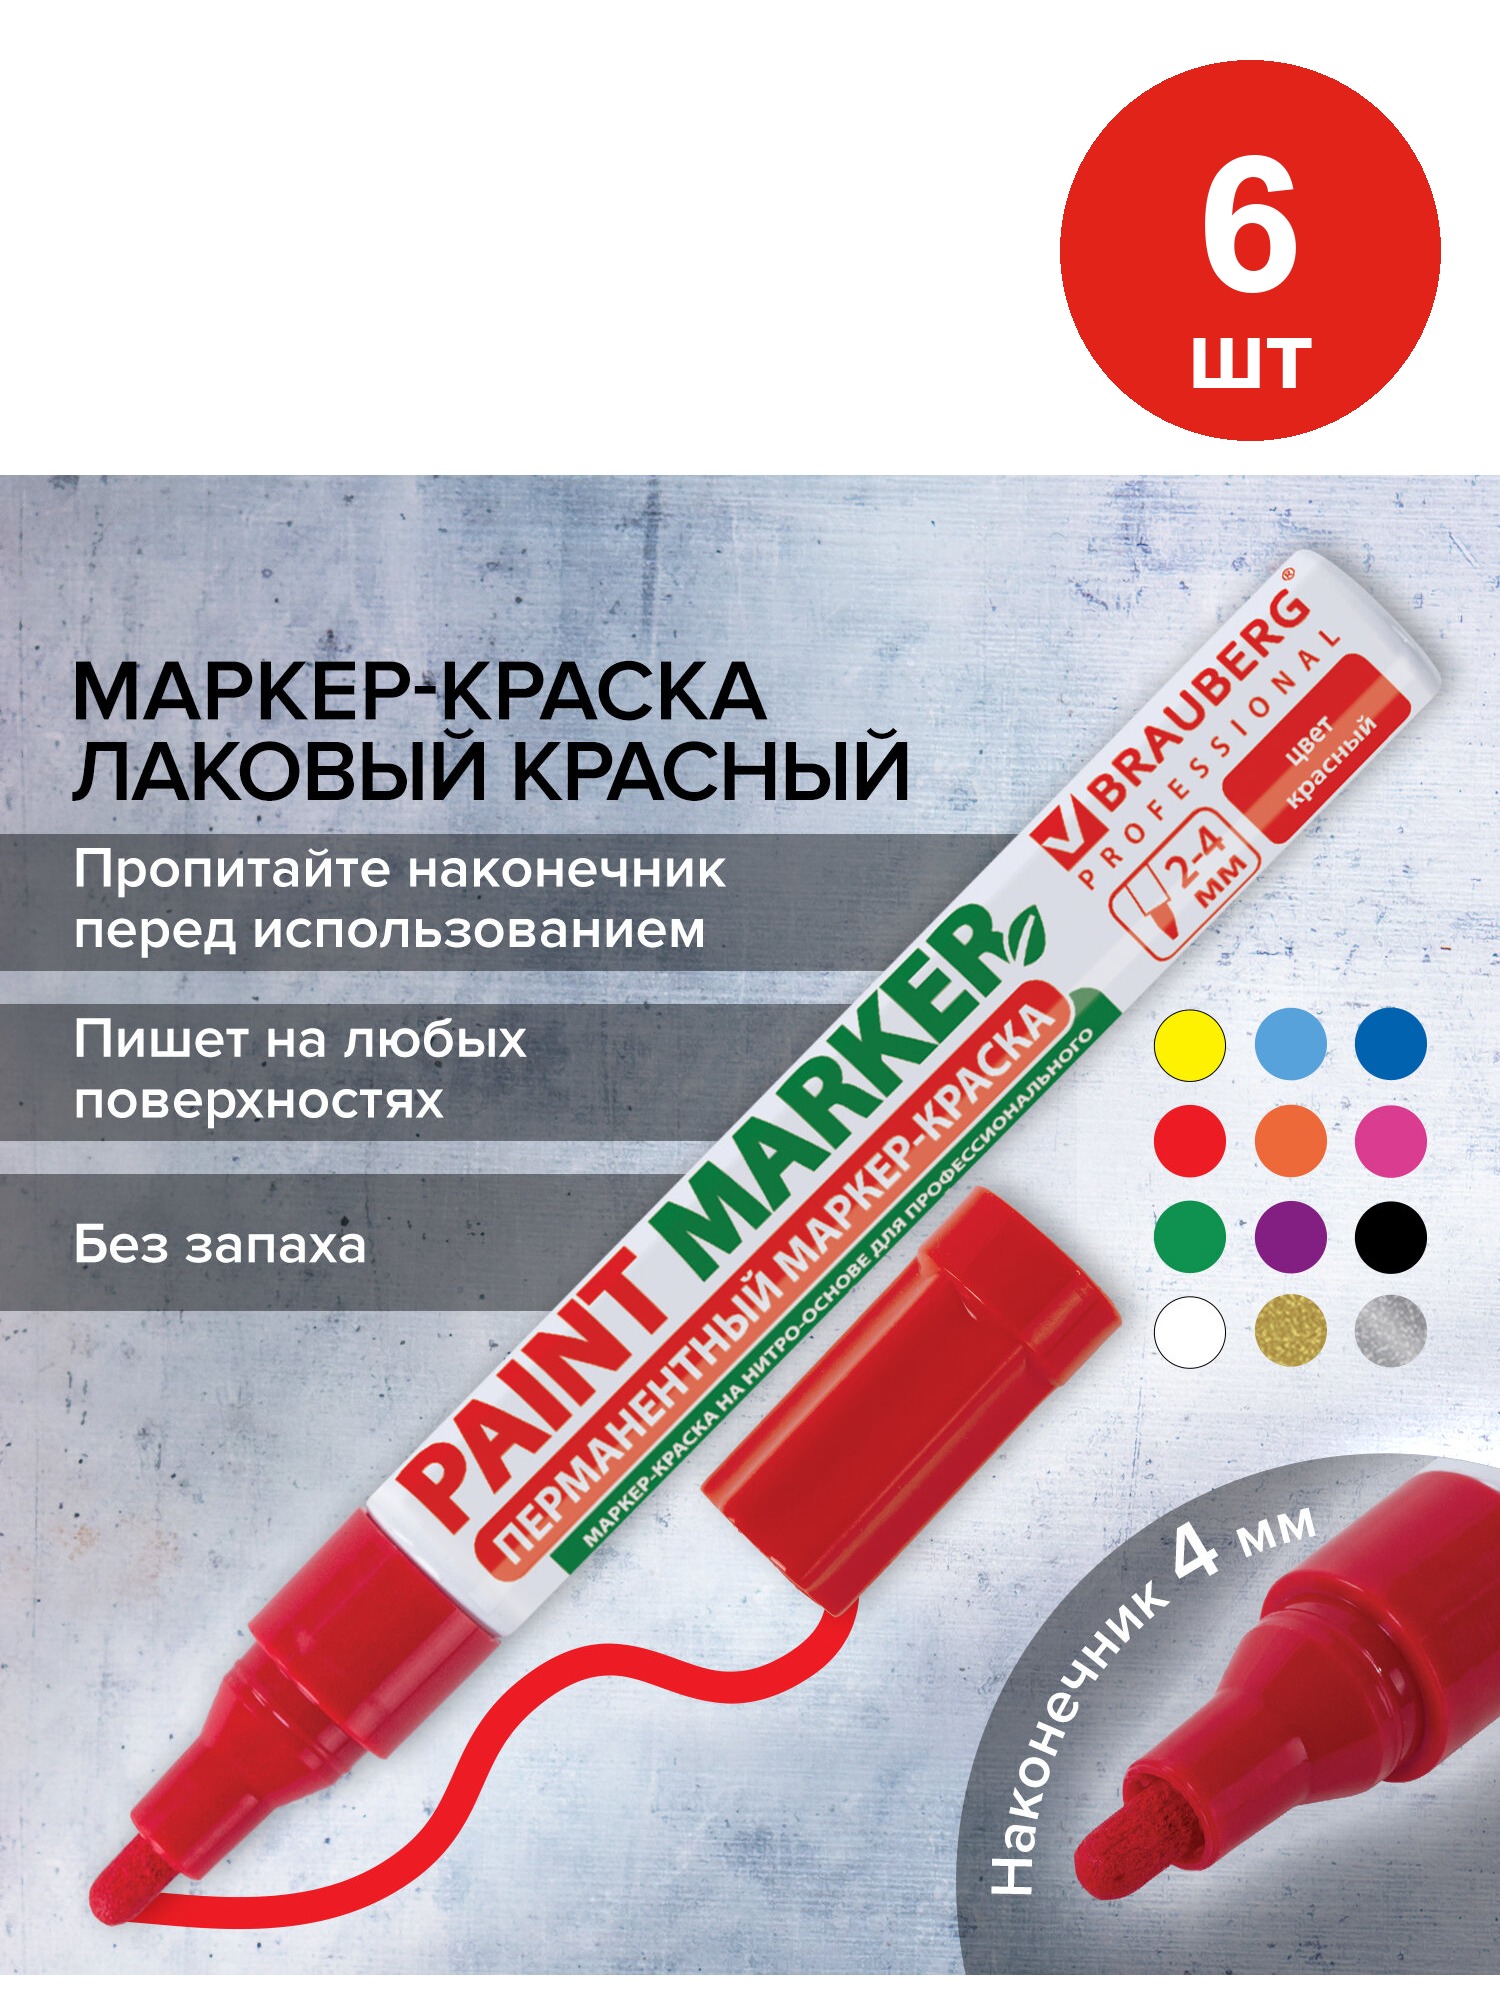 6
шт
МАРКЕР-КРАСКА
ЛАКОВЫЙ КРАСНЫЙ
Пропитайте наконечник
перед использованием
Пишет на любых
поверхностях
Без запаха
BRAUBERG®
PROFESSIONAL
цвет
красный
2-4
мм
PAINT MARKER
ПЕРМАНЕНТНЫЙ МАРКЕР-КРАСКА
МАРКЕР-КРАСКА НА НИТРО-ОСНОВЕ ДЛЯ ПРОФЕССИОНАЛЬНОГО
Наконечник 4 мм